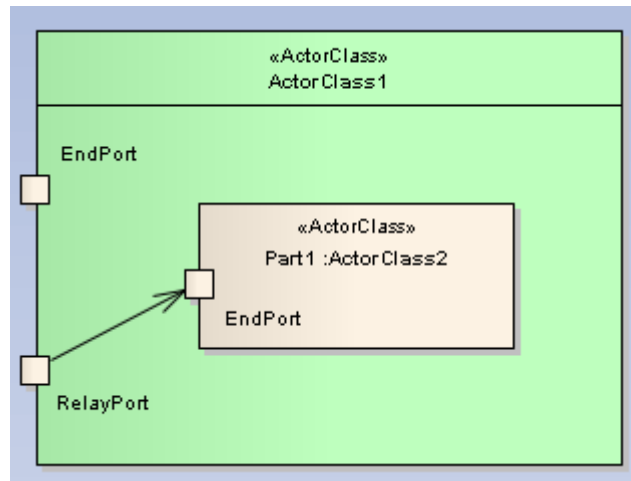 «ActorClass»
ActorClass1
EndPort
«ActorClass»
Part1 :ActorClass2
EndPort
RelayPort